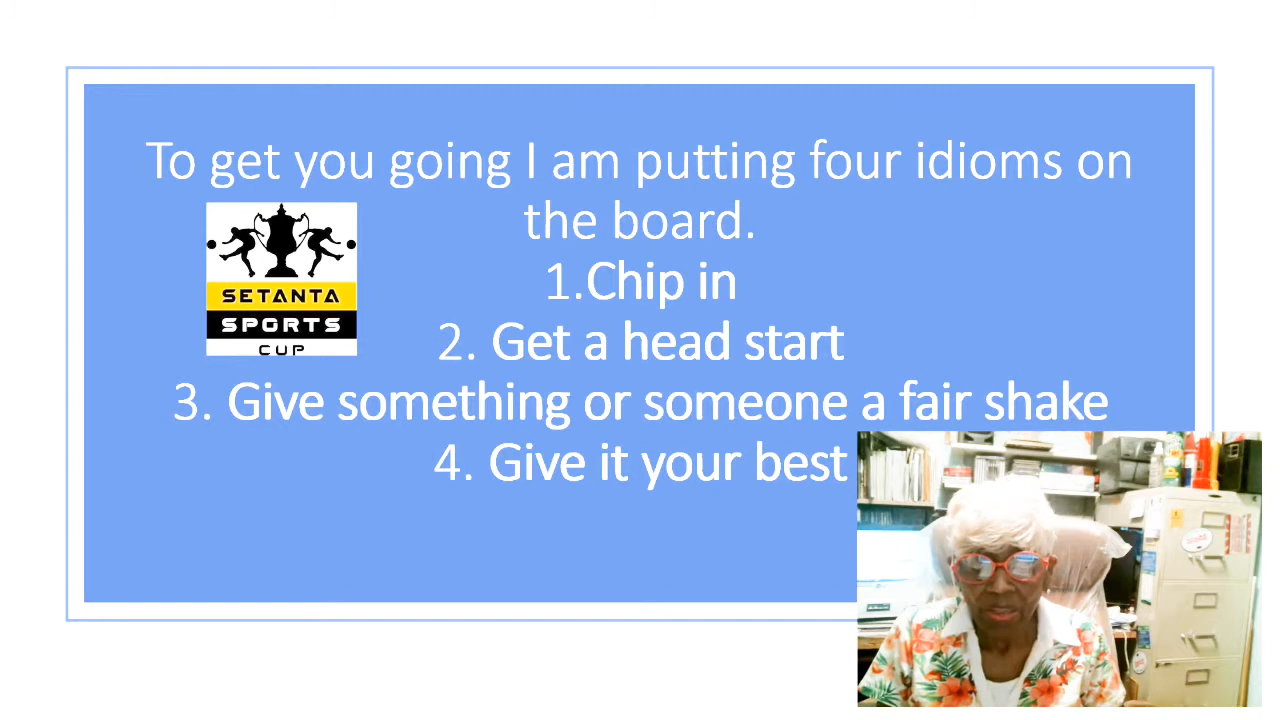 To get you going I am putting four idioms on
the board.
1.Chip in
2. Get a head start
3. Give something or someone a fair shake
4. Give it your best
SETANTA
SPORTS
CUP